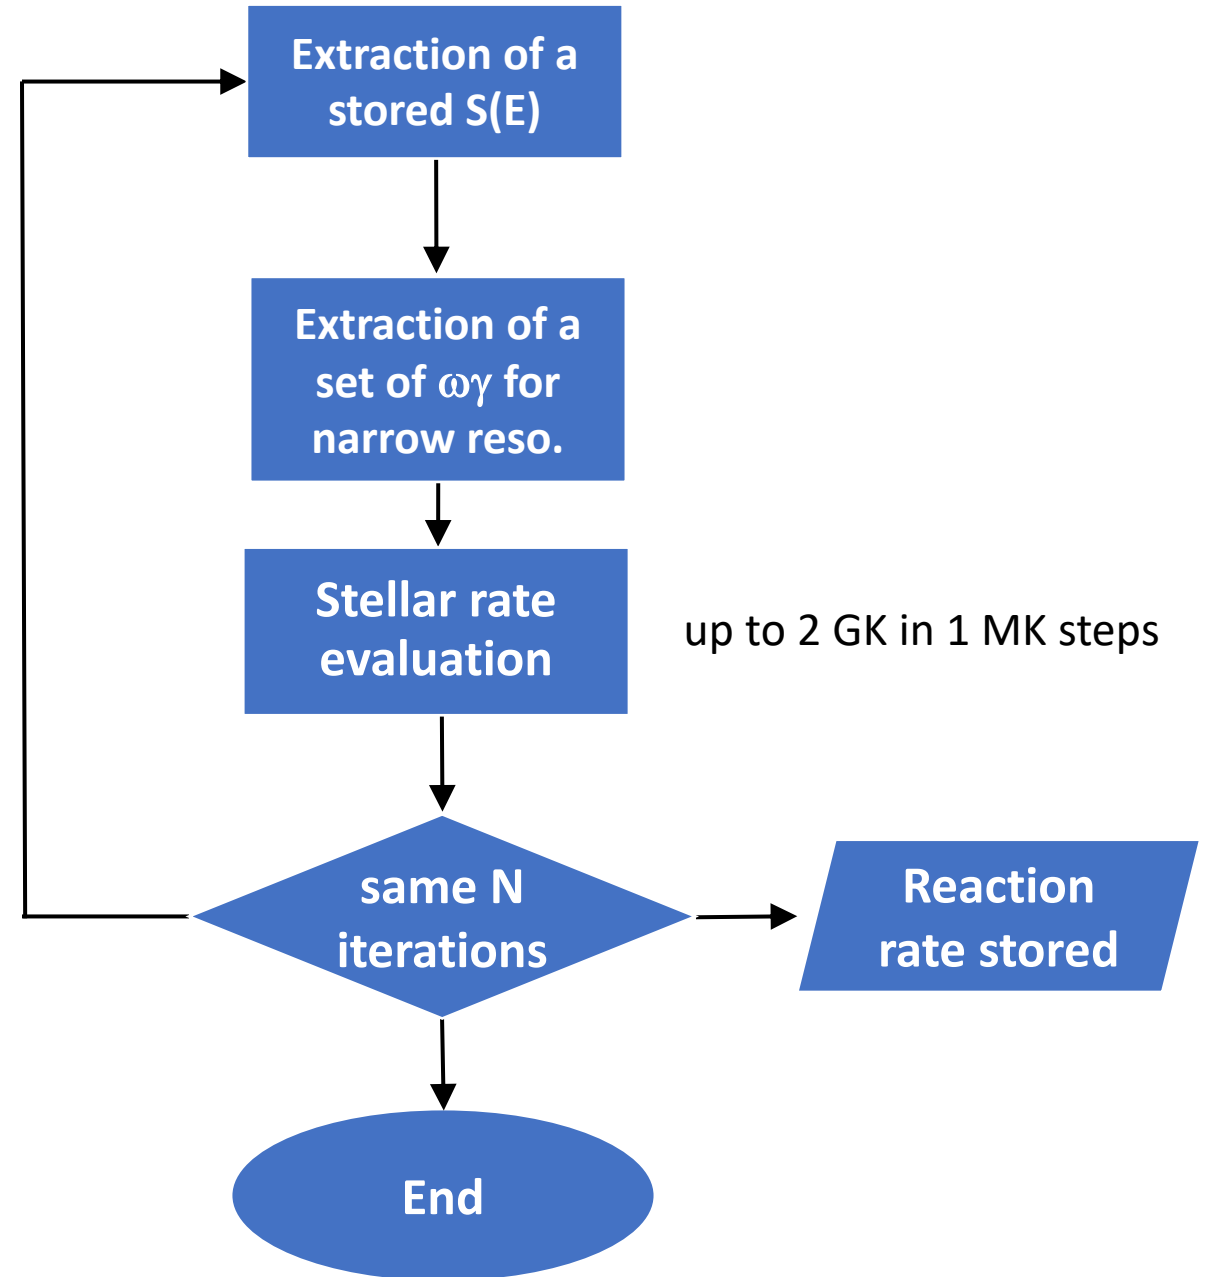 Extraction of a
stored S(E)
Extraction of a
set of ωγ for
narrow reso.
Stellar rate
evaluation
up to 2 GK in 1 MK steps
same N
iterations
Reaction
rate stored
End